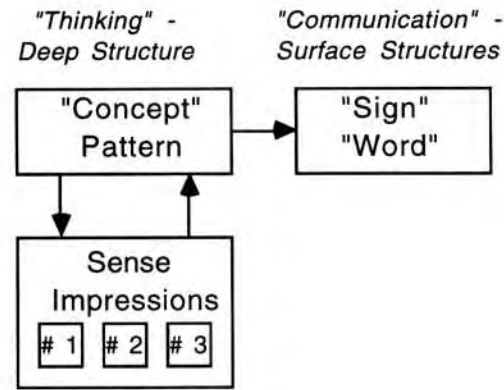 "Thinking" -
Deep Structure
"Communication" -
Surface Structures
"Concept"
Pattern
"Sign"
"Word"
Sense
Impressions
# 1 # 2 # 3